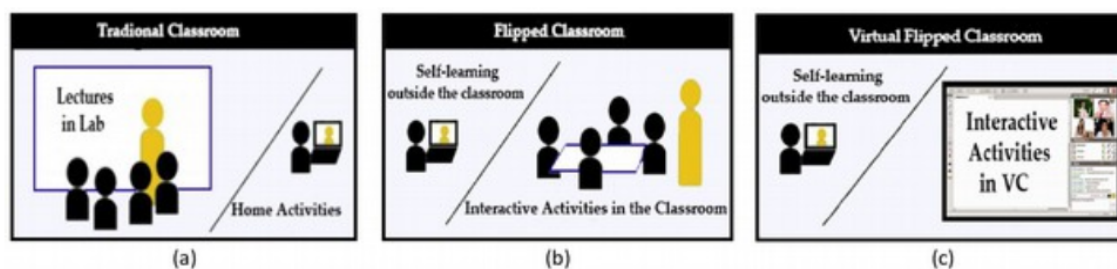 Tradional Classroom
Lectures
in Lab
Home Activities
(a)
Flipped Classroom
Self-learning
outside the classroom
Interactive Activities in the Classroom
(b)
Virtual Flipped Classroom
Self-learning
outside the classroom
Interactive
Activities
in VC
(c)